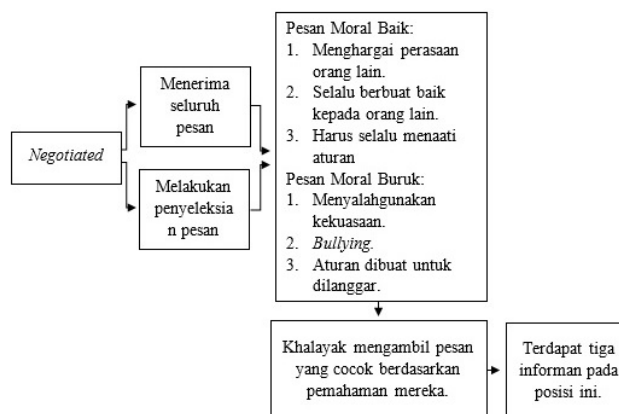 Negotiated
Menerima
seluruh
pesan
Melakukan
penyeleksia
n pesan
Pesan Moral Baik:
1. Menghargai perasaan
orang lain.
2. Selalu berbuat baik
kepada orang lain.
3. Harus selalu menaati
aturan
Pesan Moral Buruk:
1. Menyalahgunakan
kekuasaan.
2. Bullying.
3. Aturan dibuat untuk
dilanggar.
Khalayak mengambil pesan
yang cocok berdasarkan
pemahaman mereka.
Terdapat tiga
informan pada
posisi ini.